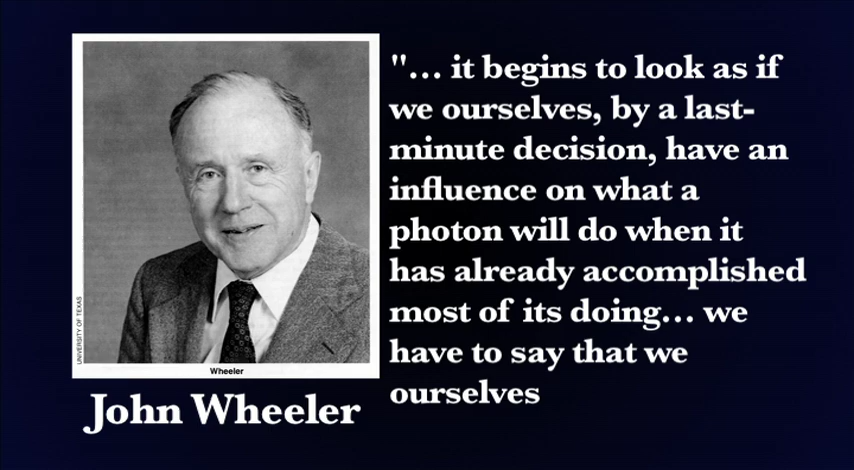 "... it begins to look as if
we ourselves, by a last-
minute decision, have an
influence on what a
photon will do when it
has already accomplished
most of its doing... we
have to say that we
ourselves
UNIVERSITY OF TEXAS
Wheeler
John Wheeler